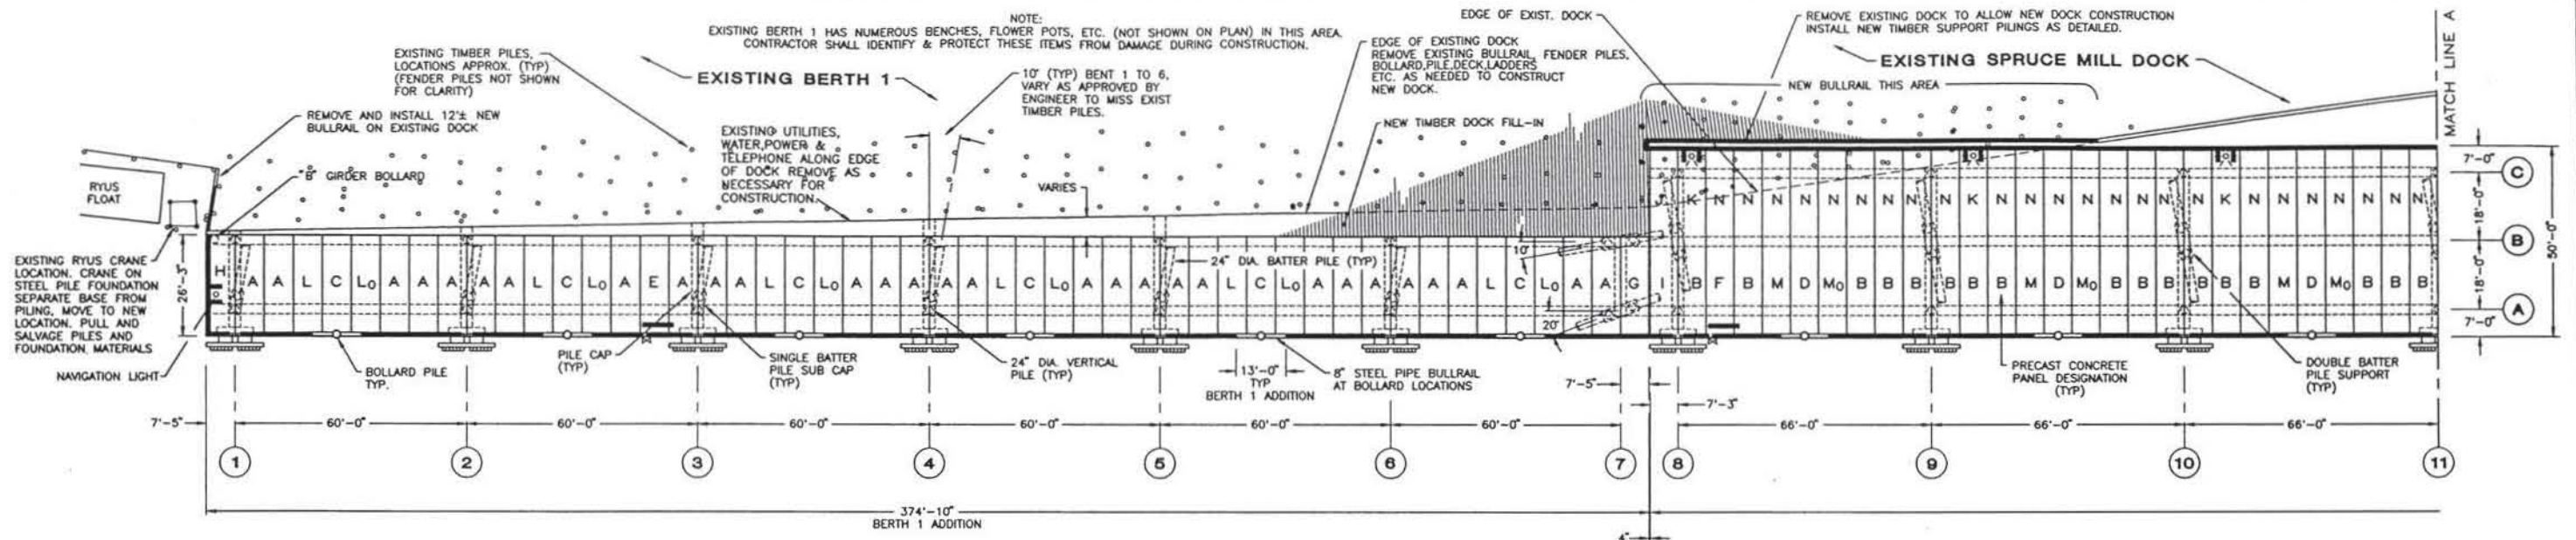 NOTE:
EXISTING BERTH 1 HAS NUMEROUS BENCHES, FLOWER POTS, ETC. (NOT SHOWN ON PLAN) IN THIS AREA.
CONTRACTOR SHALL IDENTIFY & PROTECT THESE ITEMS FROM DAMAGE DURING CONSTRUCTION.
EXISTING TIMBER PILES,
LOCATIONS APPROX. (TYP)
(FENDER PILES NOT SHOWN
FOR CLARITY)
EXISTING BERTH 1
10° (TYP) BENT 1 TO 6,
VARY AS APPROVED BY
ENGINEER TO MISS EXIST
TIMBER PILES.
EDGE OF EXIST. DOCK
EDGE OF EXISTING DOCK
REMOVE EXISTING BULLRAIL, FENDER PILES,
BOLLARD,PILE,DECK,LADDERS
ETC. AS NEEDED TO CONSTRUCT
NEW DOCK.
REMOVE EXISTING DOCK TO ALLOW NEW DOCK CONSTRUCTION
INSTALL NEW TIMBER SUPPORT PILINGS AS DETAILED.
EXISTING SPRUCE MILL DOCK
NEW BULLRAIL THIS AREA
MATCH LINE A
REMOVE AND INSTALL 12'± NEW
BULLRAIL ON EXISTING DOCK
EXISTING UTILITIES,
WATER,POWER &
TELEPHONE ALONG EDGE
OF DOCK REMOVE AS
NECESSARY FOR
CONSTRUCTION.
NEW TIMBER DOCK FILL-IN
"B" GIRDER BOLLARD
VARIES
RYUS
FLOAT
7'-0"
C
18'-0"
B
18'-0"
A
7'-0"
50'-0"
K N N N N N N N K N N N N N N N N K N N N N N N N
EXISTING RYUS CRANE
LOCATION. CRANE ON
STEEL PILE FOUNDATION
SEPARATE BASE FROM
PILING, MOVE TO NEW
LOCATION. PULL AND
SALVAGE PILES AND
FOUNDATION MATERIALS
26'-3"
24" DIA. BATTER PILE (TYP)
10°
20°
H A A L C Lo A A A A A L C Lo A E A A A L C Lo A A A A A L C Lo A A A A A L C Lo A A A A A A L C Lo A A G I B F B M D Mo B B B B B B M D Mo B B B B B B M D Mo B B B
NAVIGATION LIGHT
BOLLARD PILE
TYP.
PILE CAP
(TYP)
SINGLE BATTER
PILE SUB CAP
(TYP)
24" DIA. VERTICAL
PILE (TYP)
13'-0"
TYP
BERTH 1 ADDITION
8" STEEL PIPE BULLRAIL
AT BOLLARD LOCATIONS
PRECAST CONCRETE
PANEL DESIGNATION
(TYP)
DOUBLE BATTER
PILE SUPPORT
(TYP)
7'-5"
7'-3"
7'-5" 60'-0" 60'-0" 60'-0" 60'-0" 60'-0" 60'-0" 66'-0" 66'-0" 66'-0"
1 2 3 4 5 6 7 8 9 10 11
374'-10"
BERTH 1 ADDITION